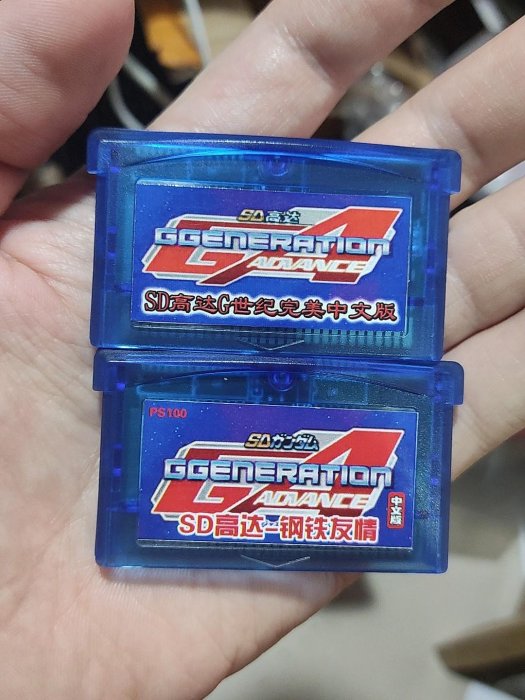 SD高达
GGENERATION
ADVANCE
SD高达G世纪完美中文版
PS100
SDガンダム
GGENERATION
ADVANCE
中文版
SD高达-钢铁友情